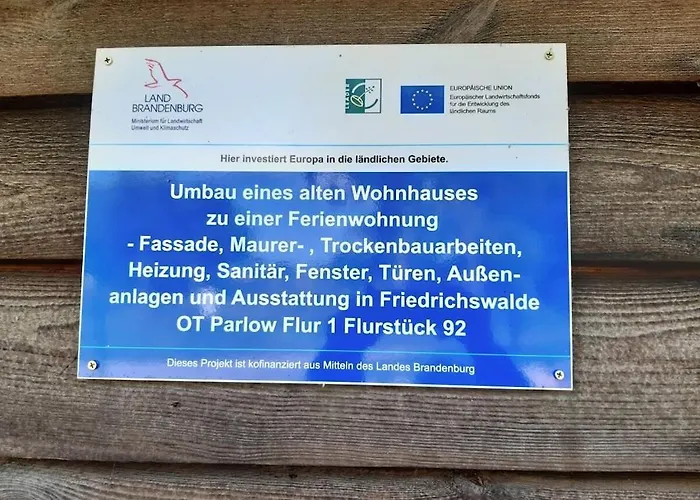 LAND
BRANDENBURG
Ministerium für Landwirtschaft
Umwelt und Klimaschutz
LEADER
EUROPÄISCHE UNION
Europäischer Landwirtschaftsfonds
für die Entwicklung des
ländlichen Raums
Hier investiert Europa in die ländlichen Gebiete.
Umbau eines alten Wohnhauses
zu einer Ferienwohnung
- Fassade, Maurer- , Trockenbauarbeiten,
Heizung, Sanitär, Fenster, Türen, Außen-
anlagen und Ausstattung in Friedrichswalde
OT Parlow Flur 1 Flurstück 92
Dieses Projekt ist kofinanziert aus Mitteln des Landes Brandenburg